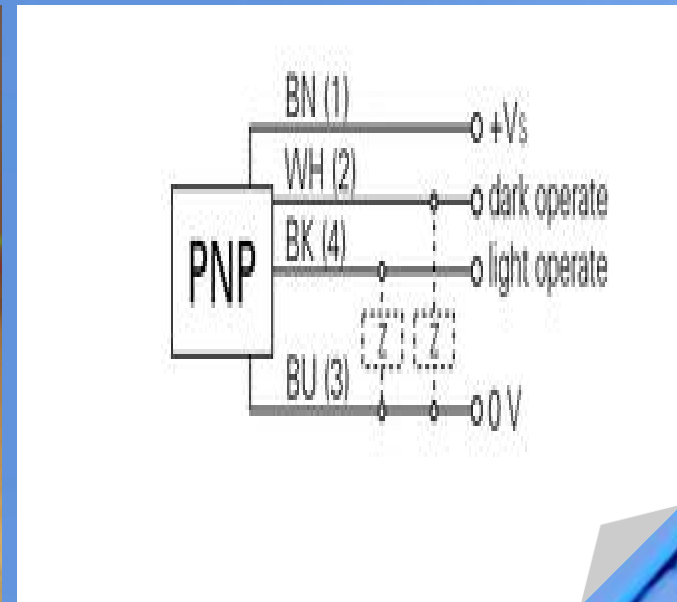 BN (1)
+Vs
WH (2)
dark operate
BK (4)
light operate
PNP
Z Z
BU (3)
0 V